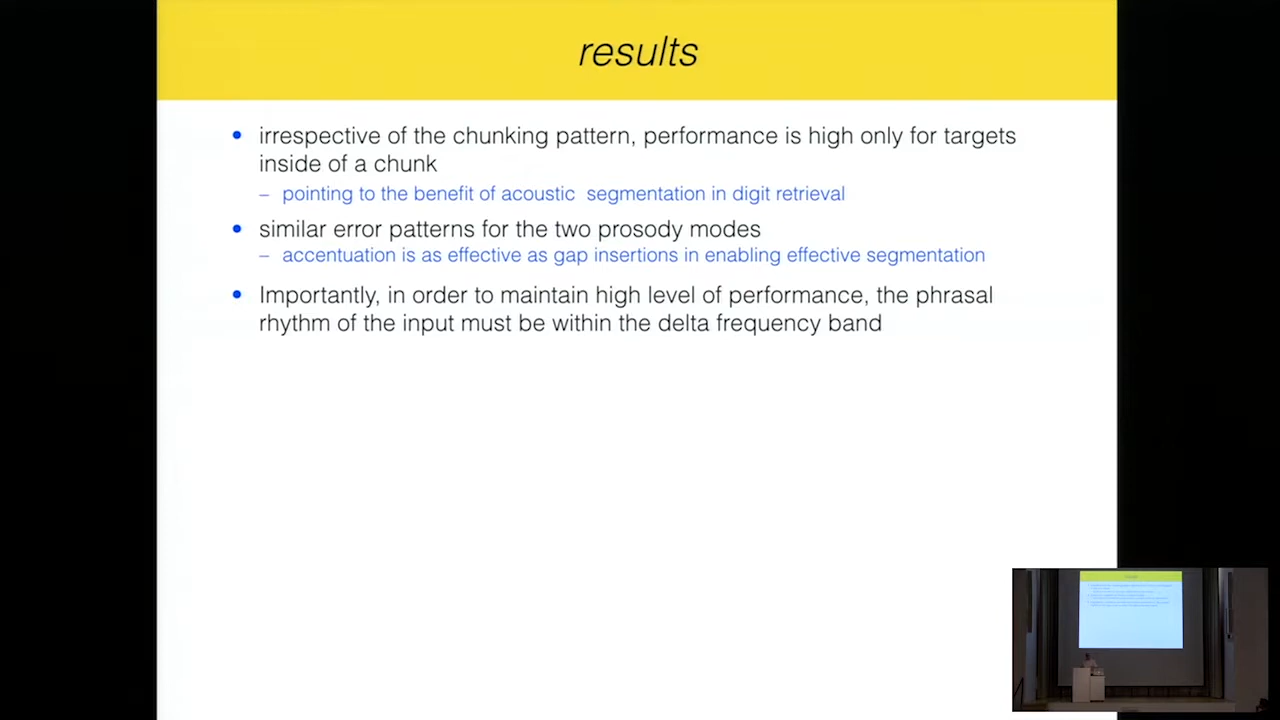 results
• irrespective of the chunking pattern, performance is high only for targets
inside of a chunk
– pointing to the benefit of acoustic segmentation in digit retrieval
• similar error patterns for the two prosody modes
– accentuation is as effective as gap insertions in enabling effective segmentation
• Importantly, in order to maintain high level of performance, the phrasal
rhythm of the input must be within the delta frequency band